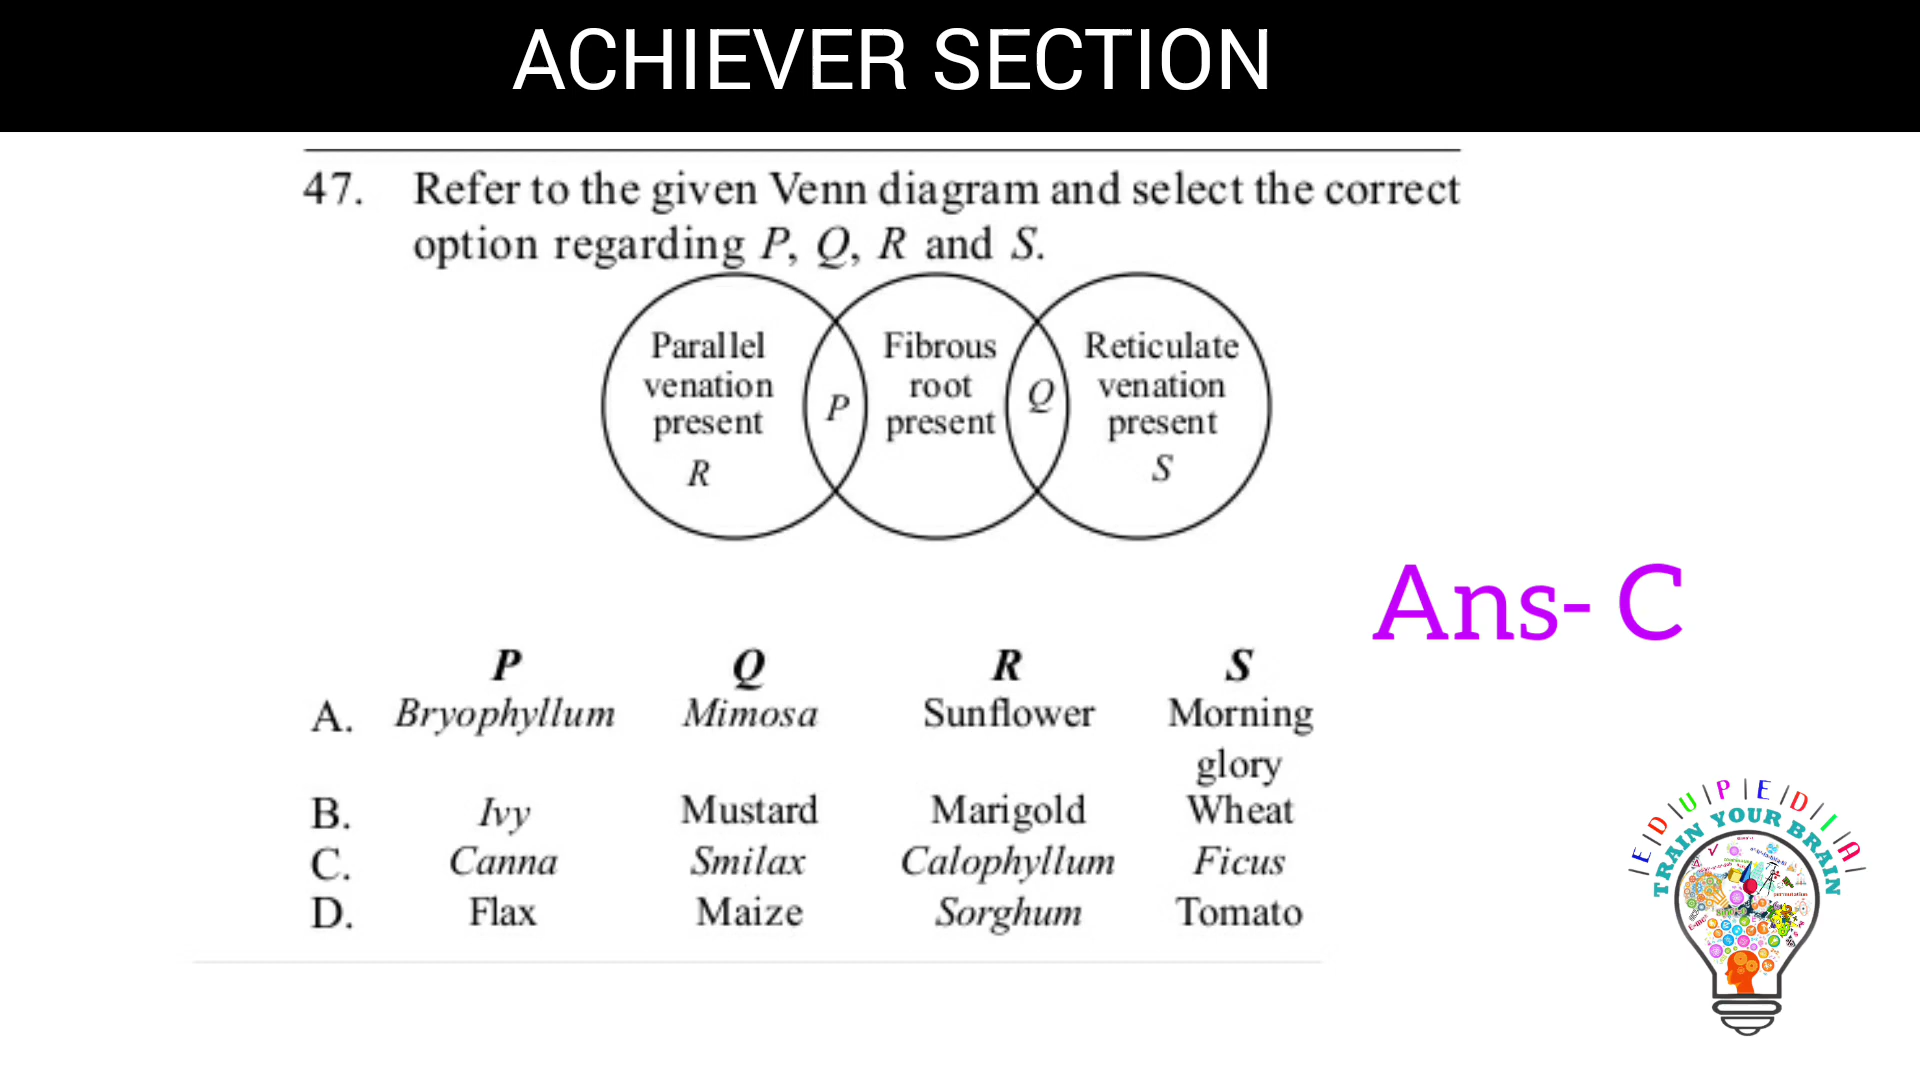 ACHIEVER SECTION
47. Refer to the given Venn diagram and select the correct
option regarding P, Q, R and S.
Parallel venation present R
P
Fibrous root present
Q
Reticulate venation present S
Ans- C
P Q R S
A. Bryophyllum Mimosa Sunflower Morning glory
B. Ivy Mustard Marigold Wheat
C. Canna Smilax Calophyllum Ficus
D. Flax Maize Sorghum Tomato
|E|D|U|P|E|D|I|A|
TRAIN YOUR BRAIN